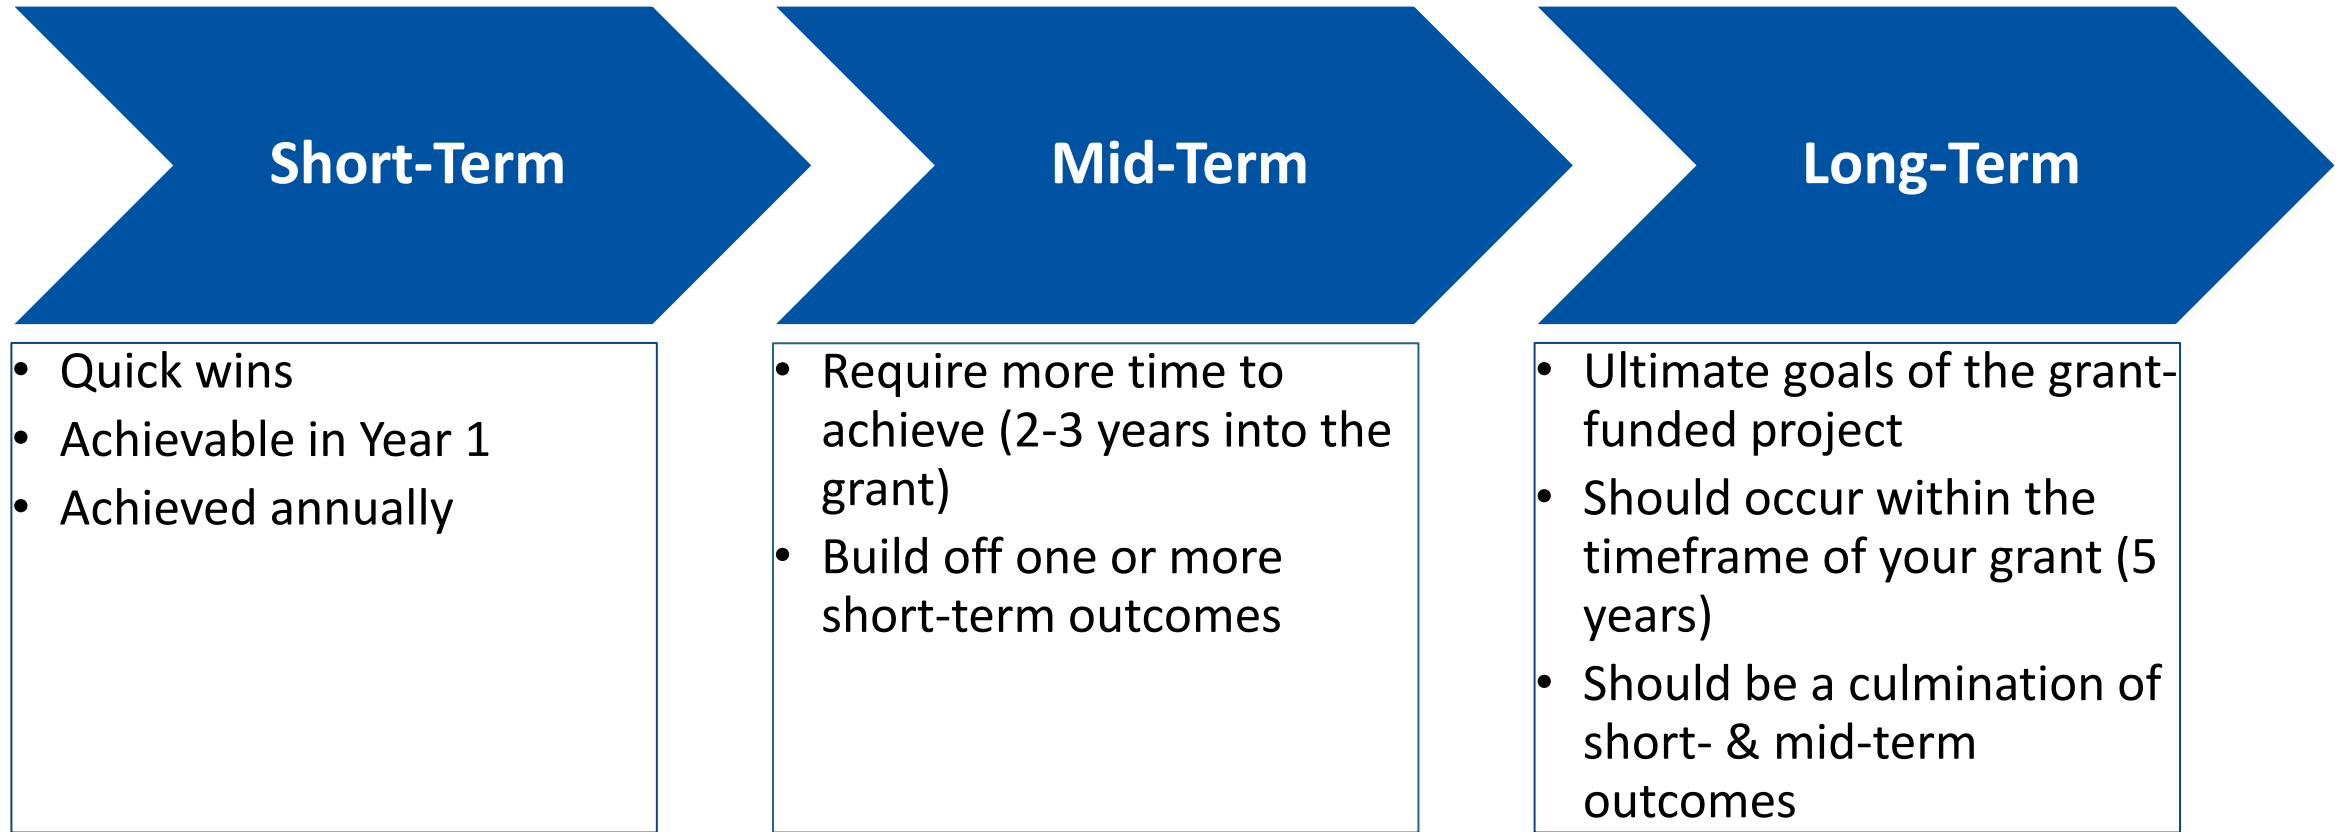 Short-Term
• Quick wins
• Achievable in Year 1
• Achieved annually
Mid-Term
• Require more time to
achieve (2-3 years into the
grant)
• Build off one or more
short-term outcomes
Long-Term
• Ultimate goals of the grant-
funded project
• Should occur within the
timeframe of your grant (5
years)
• Should be a culmination of
short- & mid-term
outcomes